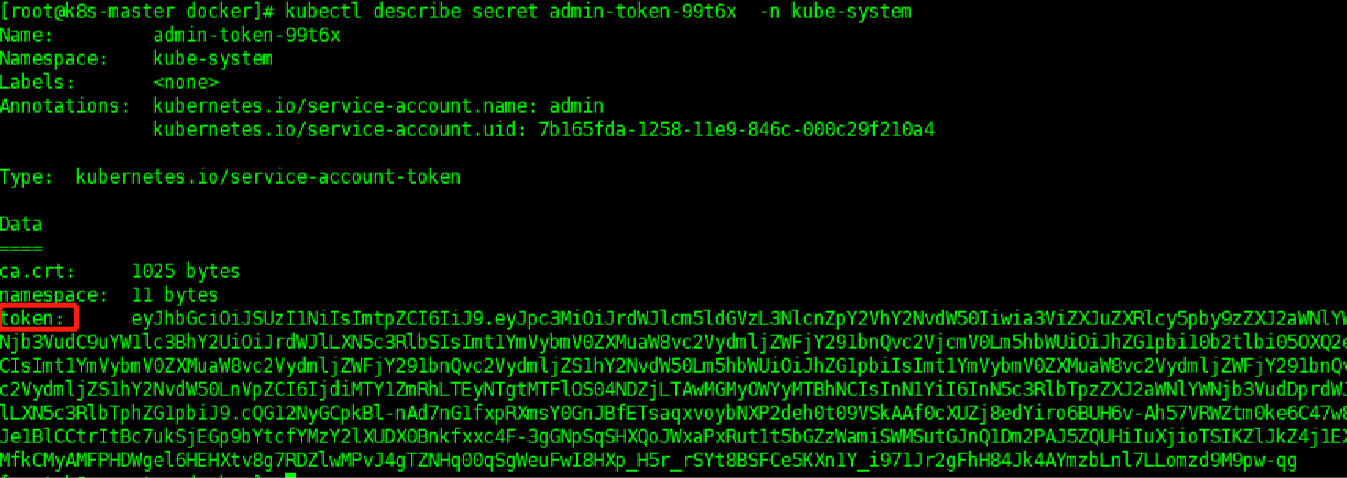 [root@k8s-master docker]# kubectl describe secret admin-token-99t6x  -n kube-system
Name:         admin-token-99t6x
Namespace:    kube-system
Labels:       <none>
Annotations:  kubernetes.io/service-account.name: admin
              kubernetes.io/service-account.uid: 7b165fda-1258-11e9-846c-000c29f210a4
Type:  kubernetes.io/service-account-token
Data
====
ca.crt:     1025 bytes
namespace:  11 bytes
token:      eyJhbGciOiJSUzI1NiIsImtpZCI6IiJ9.eyJpc3MiOiJrdWJlcm5ldGVzL3NlcnZpY2VhY2NvdW50Iiwia3ViZXJuZXRlcy5pby9zZXJ2aWNlYW
Njb3VudC9uYW1lc3BhY2UiOiJrdWJlLXN5c3RlbSIsImt1YmVybmV0ZXMuaW8vc2VydmljZWFjY291bnQvc2VjcmV0Lm5hbWUiOiJhZG1pbi10b2tlbi05OXQ2e
CIsImt1YmVybmV0ZXMuaW8vc2VydmljZWFjY291bnQvc2VydmljZS1hY2NvdW50Lm5hbWUiOiJhZG1pbiIsImt1YmVybmV0ZXMuaW8vc2VydmljZWFjY291bnQv
c2VydmljZS1hY2NvdW50LnVpZCI6IjdiMTY1ZmRhLTEyNTgtMTFlOS04NDZjLTAwMGMyOWYyMTBhNCIsInN1YiI6InN5c3RlbTpzZXJ2aWNlYWNjb3VudDprdWJ
lLXN5c3RlbTphZG1pbiJ9.cQG12NyGCpkBl-nAd7nG1fxpRXmsY0GnJBfETsaqxvoybNXP2deh0t09VSkAAf0cXUZj8edYiro6BUH6v-Ah57VRWZtm0ke6C47w8
Je1BlCCtrItBc7ukSjEGp9bYtcfYMzY2lXUDX0Bnkfxxc4F-3gGNpSqSHXQoJWxaPxRut1t5bGZzWamiSWMSutGJnQ1Dm2PAJ5ZQUHiIuXjioTSIKZlJkZ4j1EX
MfkCMyAMFPHDWgel6HEHXtv8g7RDZlwMPvJ4gTZNHq00qSgWeuFwI8HXp_H5r_rSYt8BSFCe5KXn1Y_i971Jr2gFhH84Jk4AYmzbLnl7LLomzd9M9pw-qg